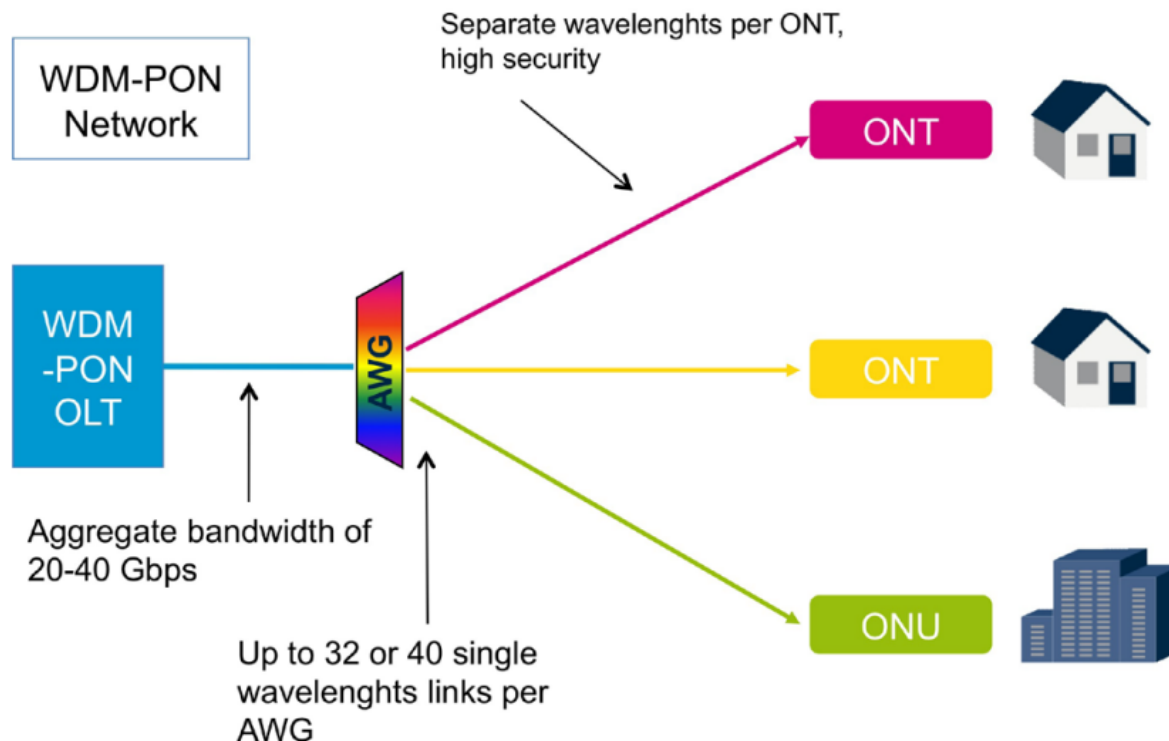 Separate wavelenghts per ONT,
high security
WDM-PON
Network
ONT
WDM
-PON
OLT
AWG
ONT
Aggregate bandwidth of
20-40 Gbps
ONU
Up to 32 or 40 single
wavelenghts links per
AWG